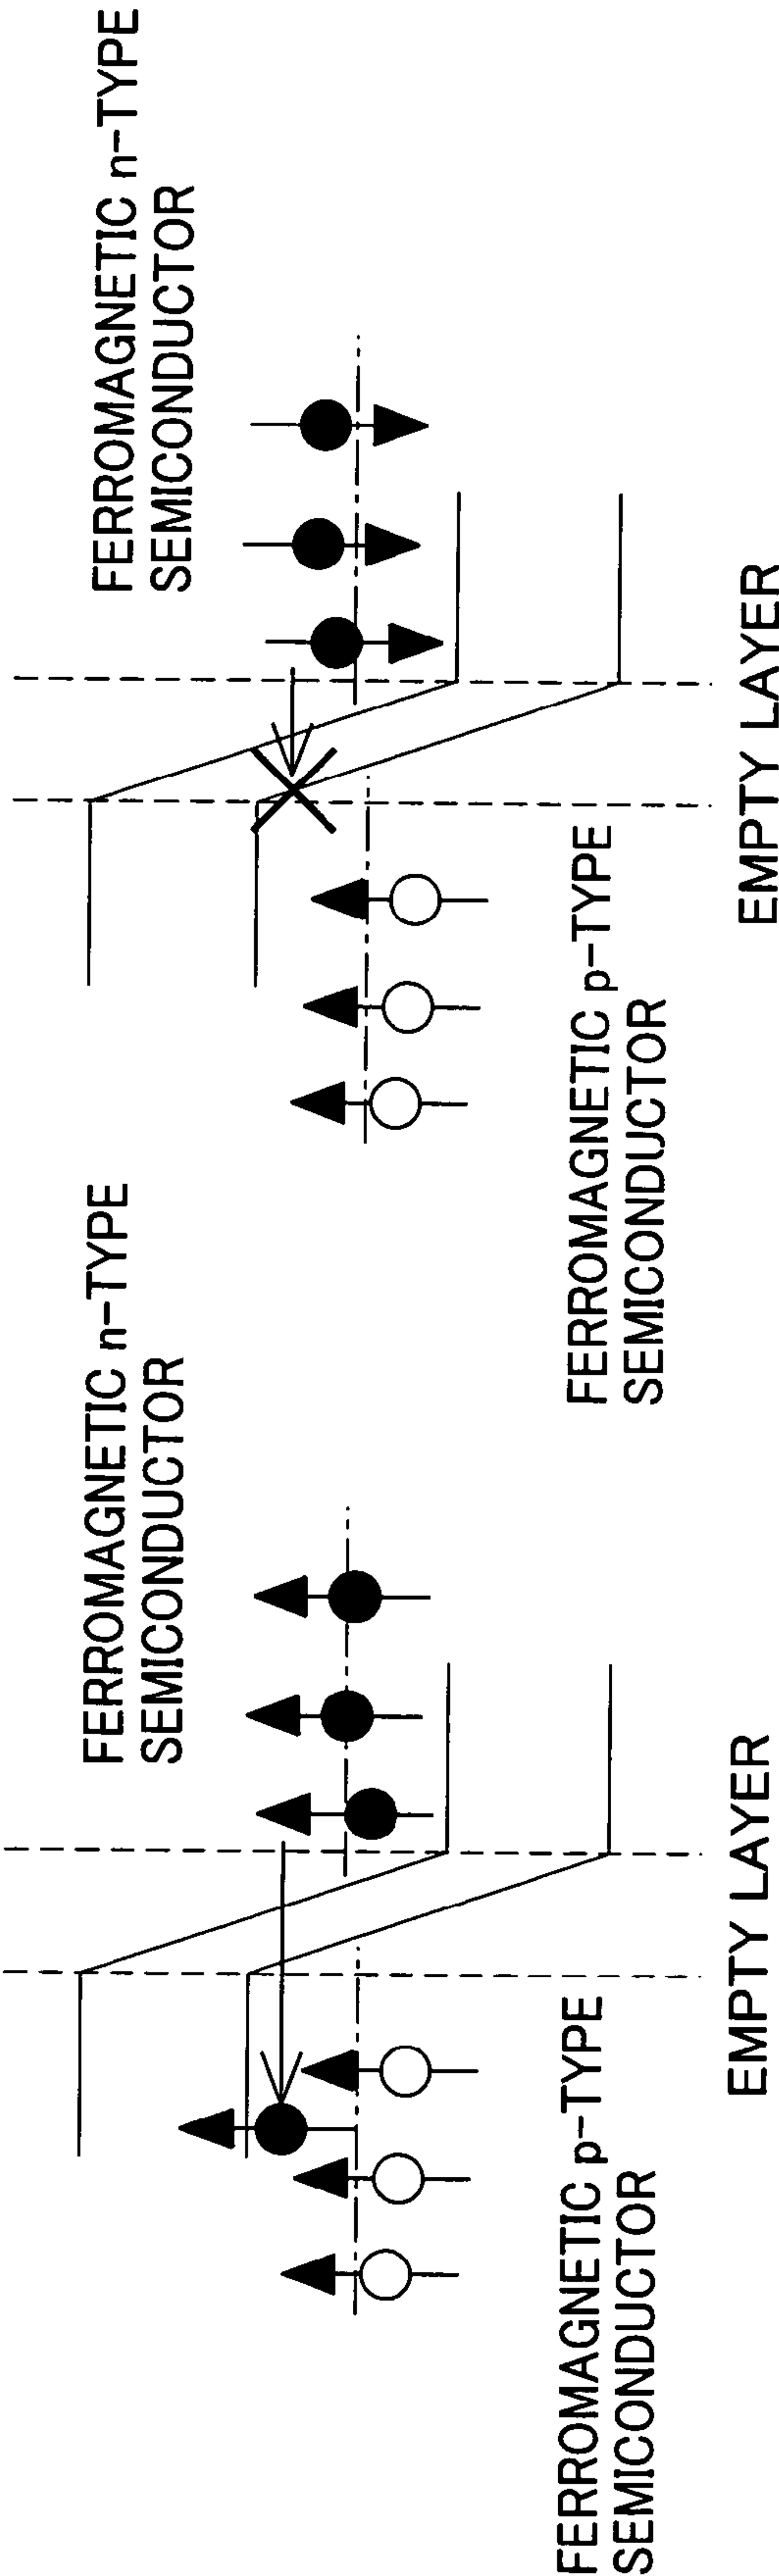 FERROMAGNETIC n-TYPE
SEMICONDUCTOR
FERROMAGNETIC p-TYPE
SEMICONDUCTOR
EMPTY LAYER
FERROMAGNETIC n-TYPE
SEMICONDUCTOR
FERROMAGNETIC p-TYPE
SEMICONDUCTOR
EMPTY LAYER